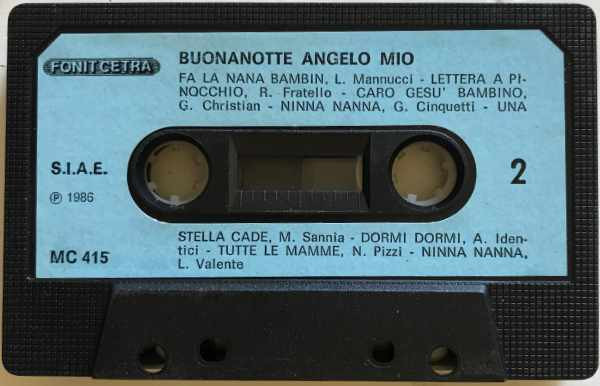 FONIT CETRA
BUONANOTTE ANGELO MIO
FA LA NANA BAMBIN, L. Mannucci - LETTERA A PI-
NOCCHIO, R. Fratello - CARO GESU' BAMBINO,
G. Christian - NINNA NANNA, G. Cinquetti - UNA
S.I.A.E.
℗ 1986
2
STELLA CADE, M. Sannia - DORMI DORMI, A. Iden-
tici - TUTTE LE MAMME, N. Pizzi - NINNA NANNA,
L. Valente
MC 415